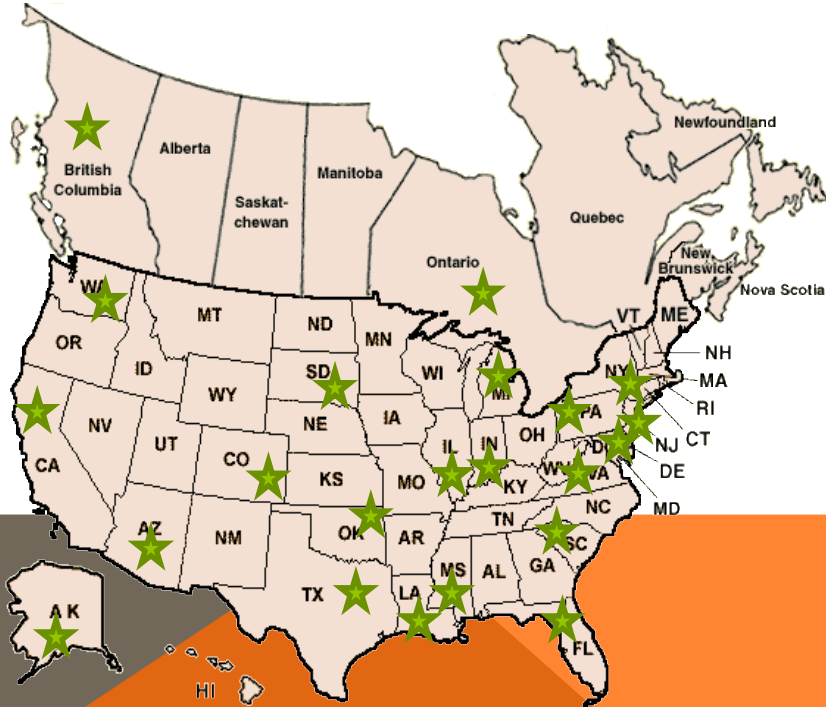 Newfoundland
Alberta
British
Columbia
Manitoba
Saskat-
chewan
Quebec
Ontario
New
Brunswick
Nova Scotia
WA
MT
ND
MN
VT
ME
OR
ID
SD
WI
MI
NY
NH
MA
RI
CT
NJ
DE
MD
WY
NV
NE
IA
PA
CA
UT
CO
KS
MO
IL
IN
OH
WV
VA
D
KY
AZ
NM
OK
AR
TN
NC
SC
TX
LA
MS
AL
GA
FL
AK
HI